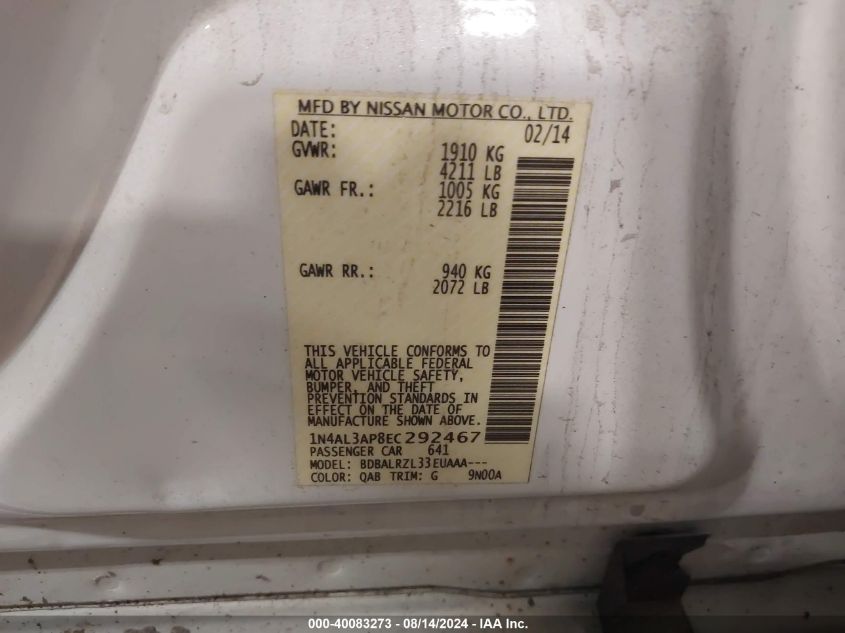 MFD BY NISSAN MOTOR CO., LTD.
DATE: 02/14
GVWR: 1910 KG
4211 LB
GAWR FR.: 1005 KG
2216 LB
GAWR RR.: 940 KG
2072 LB
THIS VEHICLE CONFORMS TO
ALL APPLICABLE FEDERAL
MOTOR VEHICLE SAFETY,
BUMPER, AND THEFT
PREVENTION STANDARDS IN
EFFECT ON THE DATE OF
MANUFACTURE SHOWN ABOVE.
1N4AL3AP8EC292467
PASSENGER CAR 641
MODEL: BDBALRZL33EUAAA---
COLOR: QAB TRIM: G 9N00A
000-40083273 - 08/14/2024 - IAA Inc.